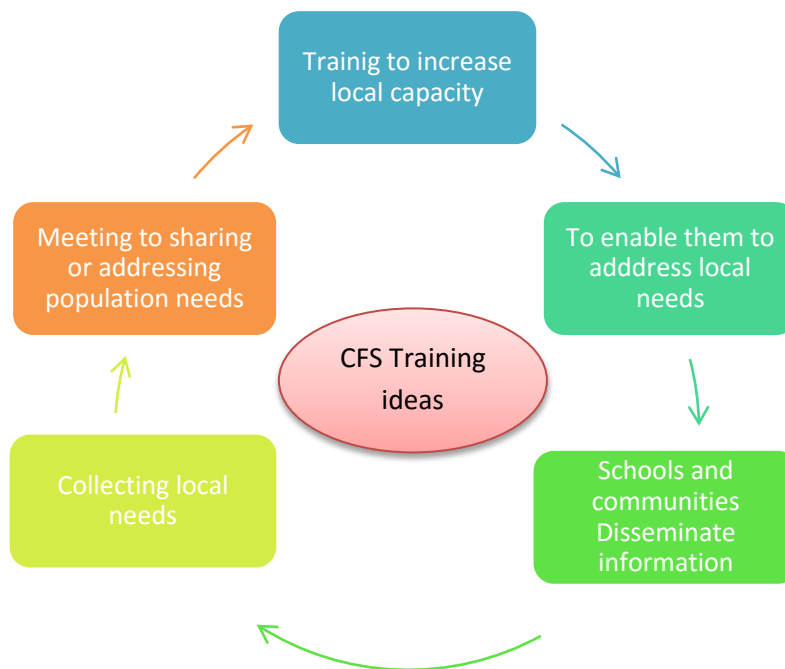 Trainig to increase
local capacity
To enable them to
adddress local
needs
Schools and
communities
Disseminate
information
Collecting local
needs
Meeting to sharing
or addressing
population needs
CFS Training
ideas